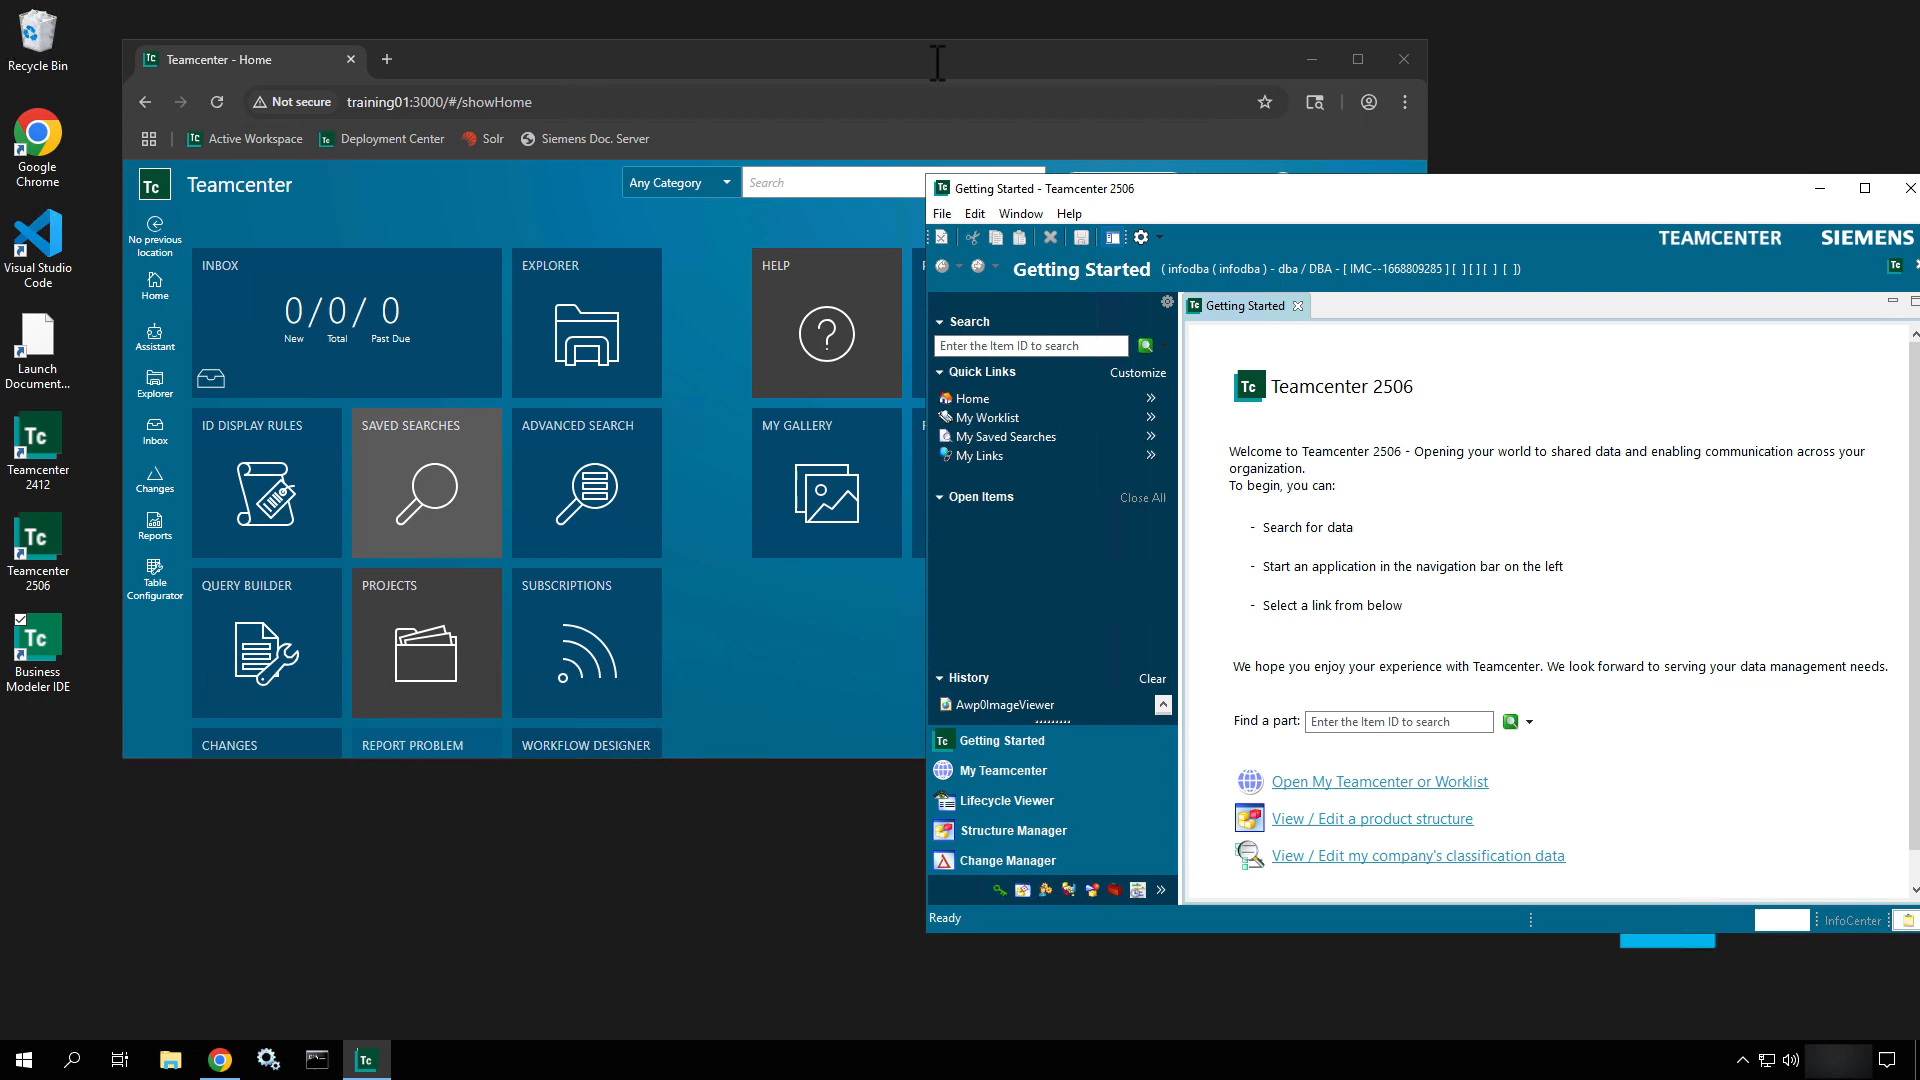 Recycle Bin
Google
Chrome
Visual Studio
Code
Launch
Document...
Tc
Teamcenter
2412
Tc
Teamcenter
2506
Tc
Business
Modeler IDE
Teamcenter - Home
Not secure
training01:3000/#/showHome
Active Workspace
Deployment Center
Solr
Siemens Doc. Server
Tc
Teamcenter
Any Category
Search
No previous
location
Home
Assistant
Explorer
Inbox
Changes
Reports
Table
Configurator
INBOX
0/0/ 0
New Total Past Due
EXPLORER
HELP
ID DISPLAY RULES
SAVED SEARCHES
ADVANCED SEARCH
MY GALLERY
QUERY BUILDER
PROJECTS
SUBSCRIPTIONS
CHANGES
REPORT PROBLEM
WORKFLOW DESIGNER
Getting Started - Teamcenter 2506
File Edit Window Help
TEAMCENTER SIEMENS
Getting Started ( infodba ( infodba ) - dba / DBA - [ IMC--1668809285 ] [ ] [ ] [ ] [ ])
Search
Enter the Item ID to search
Quick Links Customize
Home
My Worklist
My Saved Searches
My Links
Open Items Close All
History Clear
Awp0ImageViewer
Getting Started
My Teamcenter
Lifecycle Viewer
Structure Manager
Change Manager
Ready
Getting Started
Tc Teamcenter 2506
Welcome to Teamcenter 2506 - Opening your world to shared data and enabling communication across your
organization.
To begin, you can:
- Search for data
- Start an application in the navigation bar on the left
- Select a link from below
We hope you enjoy your experience with Teamcenter. We look forward to serving your data management needs.
Find a part: Enter the Item ID to search
Open My Teamcenter or Worklist
View / Edit a product structure
View / Edit my company's classification data
InfoCenter
Tc